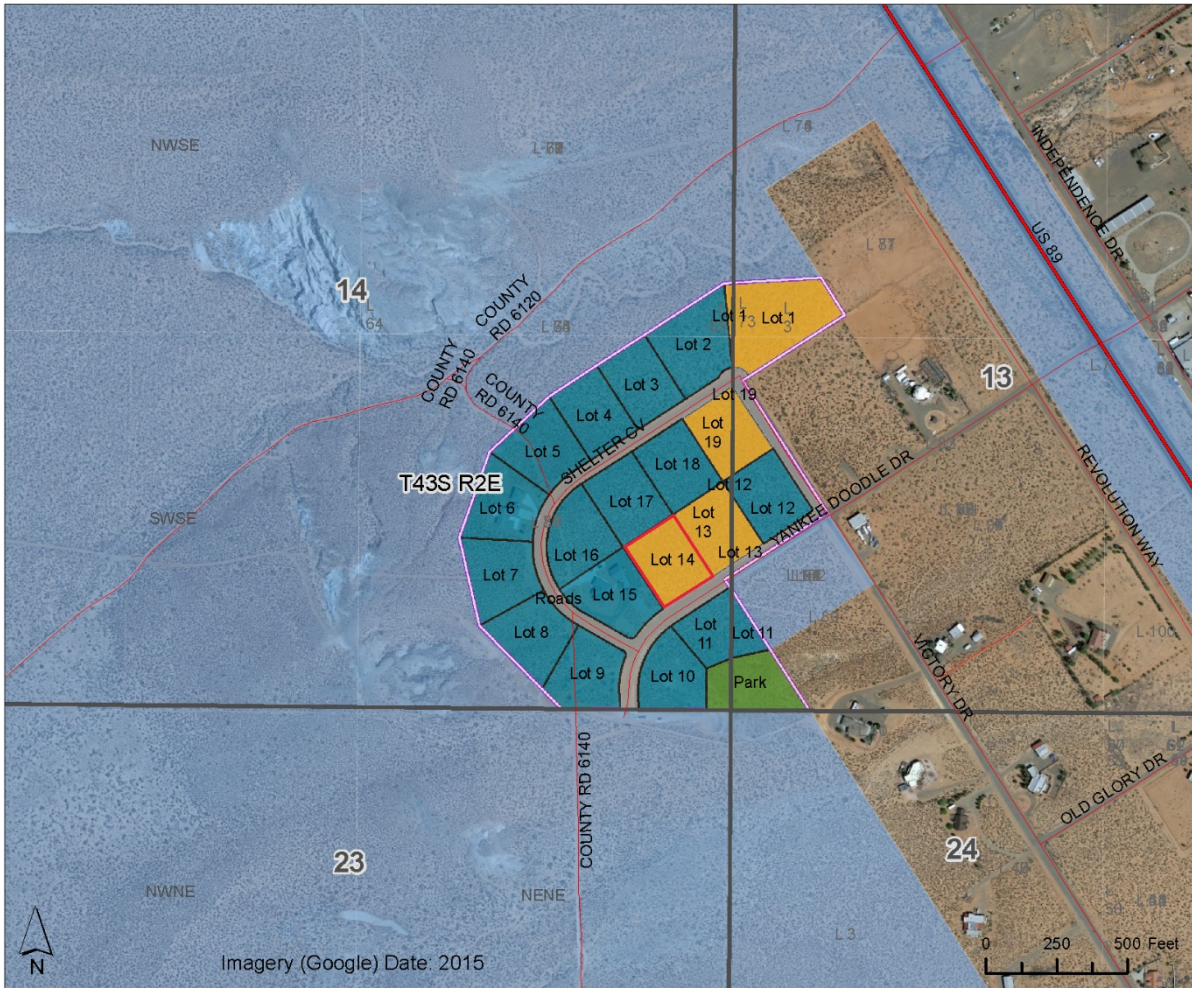 NWSE
INDEPENDENCE DR
US 89
14
L
64
COUNTY
RD 6120
COUNTY
RD 6140
COUNTY
RD 6140
Lot 1
Lot 1
Lot 2
Lot 3
Lot 4
Lot 5
Lot 6
Lot 7
Lot 8
Lot 9
Lot 10
Lot
11
Lot 11
Park
Lot 19
Lot
19
Lot 18
Lot 17
Lot 16
Lot 15
Lot 14
Lot
13
Lot 13
Lot 12
Lot 12
Roads
SHELTER CV
YANKEE DOODLE DR
T43S R2E
SWSE
13
REVOLUTION WAY
L 100
VICTORY DR
OLD GLORY DR
COUNTY RD 6140
23
24
NWNE
NENE
L 3
N
Imagery (Google) Date: 2015
0 250 500 Feet